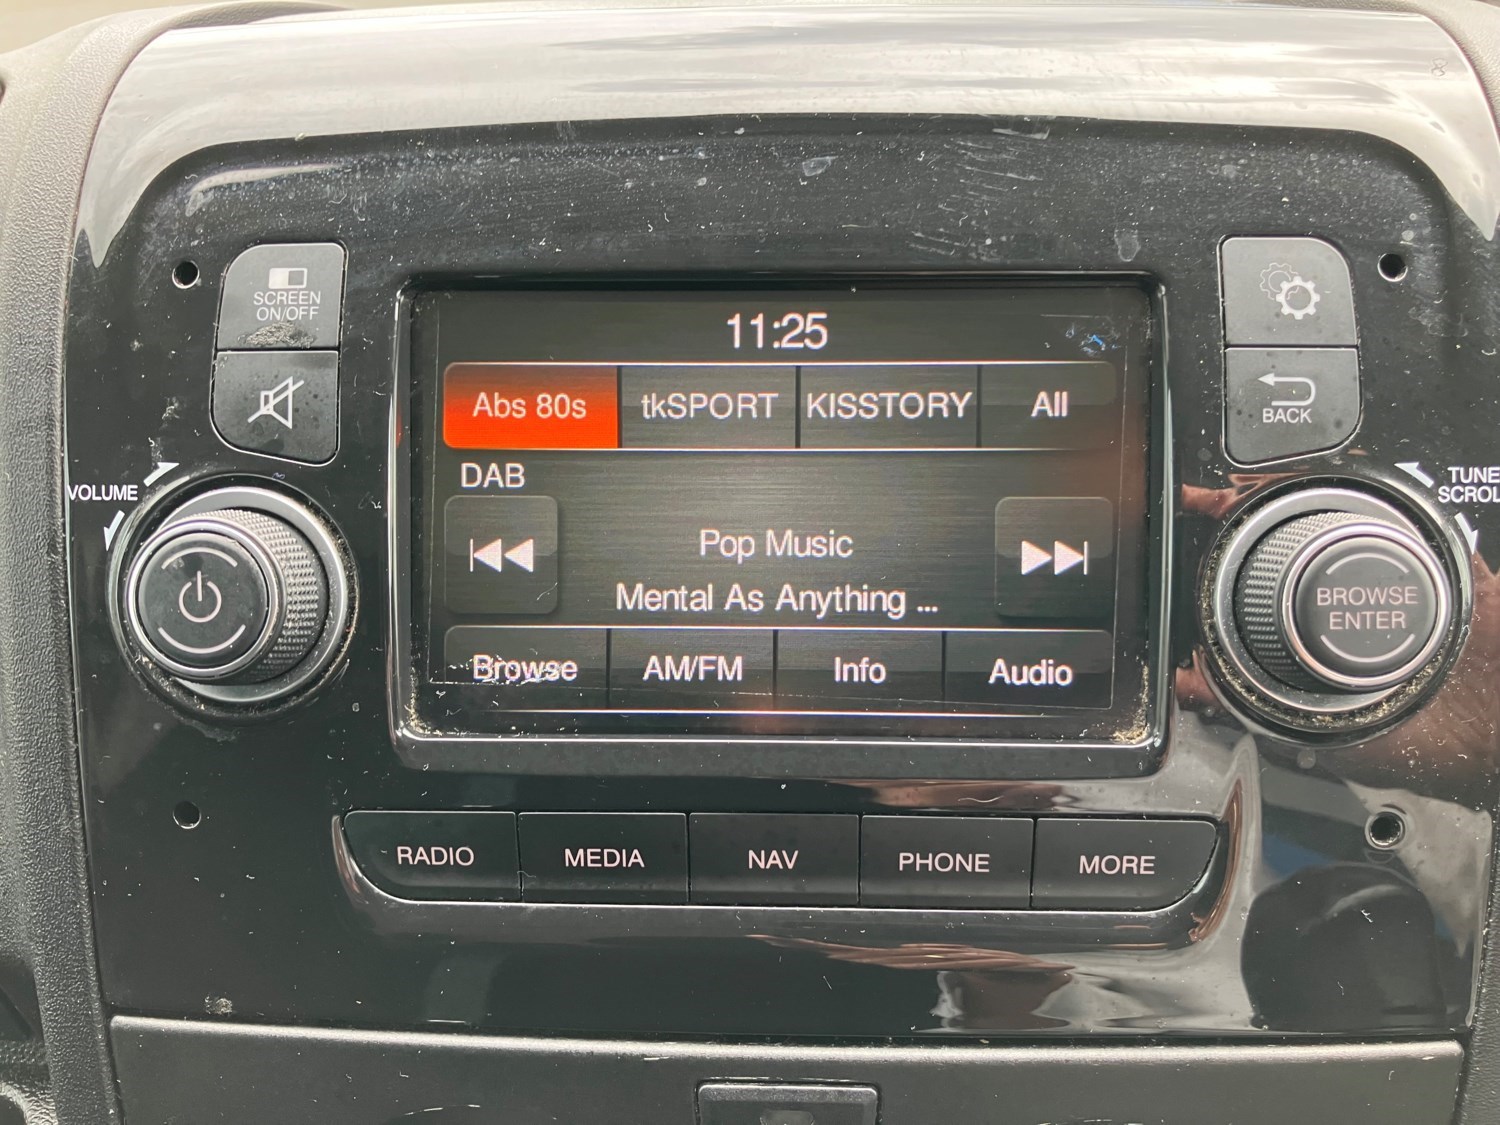 SCREEN
ON/OFF
VOLUME
11:25
Abs 80s
tkSPORT
KISSTORY
All
DAB
Pop Music
Mental As Anything ...
Browse
AM/FM
Info
Audio
BACK
TUNE
SCROL
BROWSE
ENTER
RADIO
MEDIA
NAV
PHONE
MORE